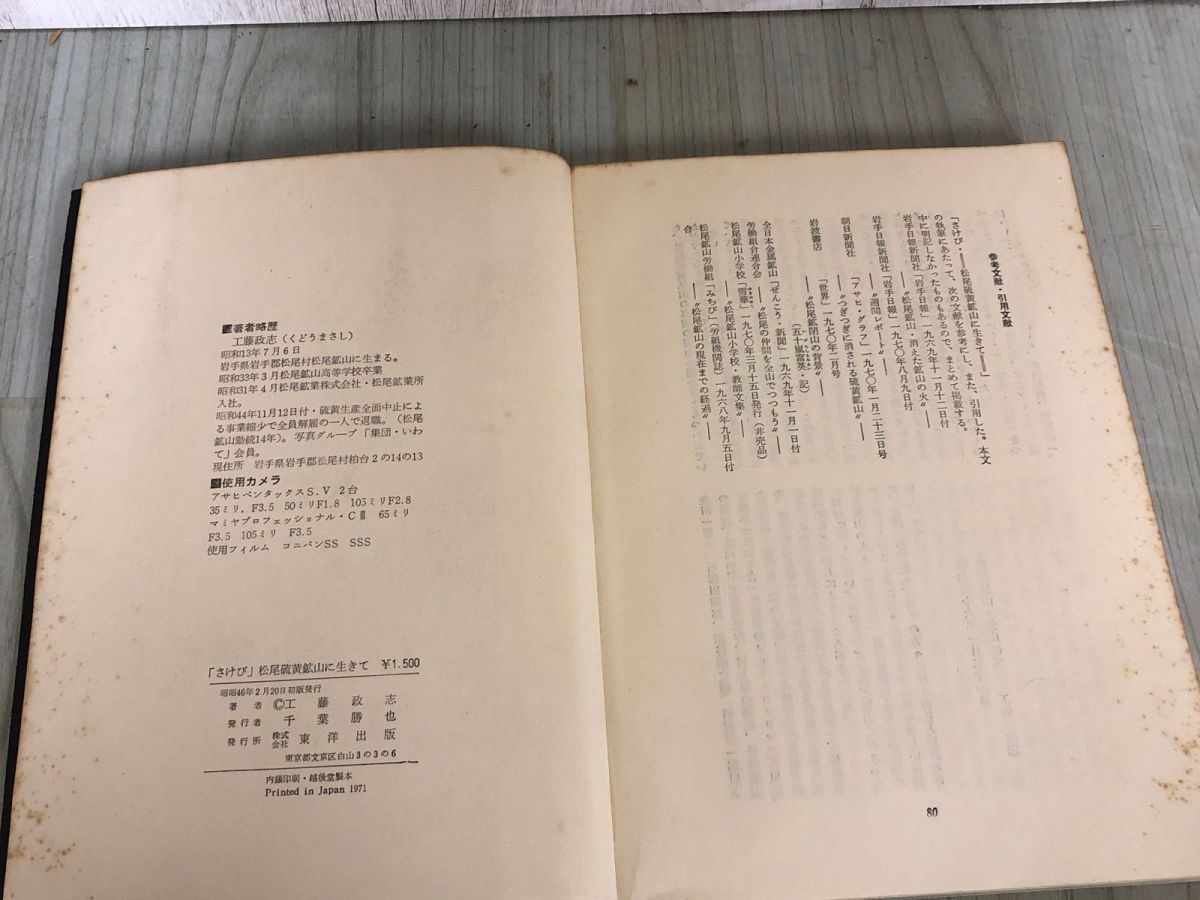 ■著者略歴
工藤政志(くどうまさし)
昭和13年7月6日
岩手県岩手郡松尾村松尾鉱山に生まる。
昭和33年3月松尾鉱山高等学校卒業
昭和31年4月松尾鉱業株式会社・松尾鉱業所
入社。
昭和44年11月12日付・硫黄生産全面中止によ
る事業縮少で全員解雇の一人で退職。(松尾
鉱山勤続14年)。写真グループ「集団・いわ
て」会員。
現住所 岩手県岩手郡松尾村柏台2の14の13
■使用カメラ
アサヒペンタックスS.V 2台
35ミリ,F3.5 50ミリF1.8 105ミリF2.8
マミヤプロフェッショナル・CⅢ 65ミリ
F3.5 105ミリ F3.5
使用フィルム コニパンSS SSS
「さけび」松尾硫黄鉱山に生きて ¥1.500
昭昭46年2月20日初版発行
著者 ©工藤政志
発行者 千葉勝也
発行所 株式会社 東洋出版
東京都文京区白山3の3の6
内藤印刷・越後堂製本
Printed in Japan 1971
参考文献・引用文献
「さけび・══松尾硫黄鉱山に生きて══」
の執筆にあたって、次の文献を参考にし、また、引用した。本文
中に明記しなかったものもあるので、まとめて掲載する。
岩手日報新聞社「岩手日報」一九六九年十一月十二日付
岩手日報新聞社「岩手日報」一九七〇年八月九日付
――"松尾鉱山・消えた鉱山の火"――
岩手日報新聞社――"週間レポート"――
朝日新聞社 「アサヒ・グラフ」一九七〇年一月二十三日号
――"つぎつぎに消される硫黄鉱山"――
岩波書店 「世界」一九七〇年二月号
――"松尾鉱閉山の背景"――
(五十嵐富英・記)
全日本金属鉱山「ぜんこう・新聞」一九六九年十一月一日付
労働組合連合会――"松尾の仲間を全山でつつもう"――
松尾鉱山小学校「雪華」一九七〇年三月十五日発行(非売品)
――"松尾鉱山小学校・教師文集"――
松尾鉱山労働組「みちび」(労組機関誌)一九六八年九月五日付
合 ――"松尾鉱山の現在までの経過"――
80